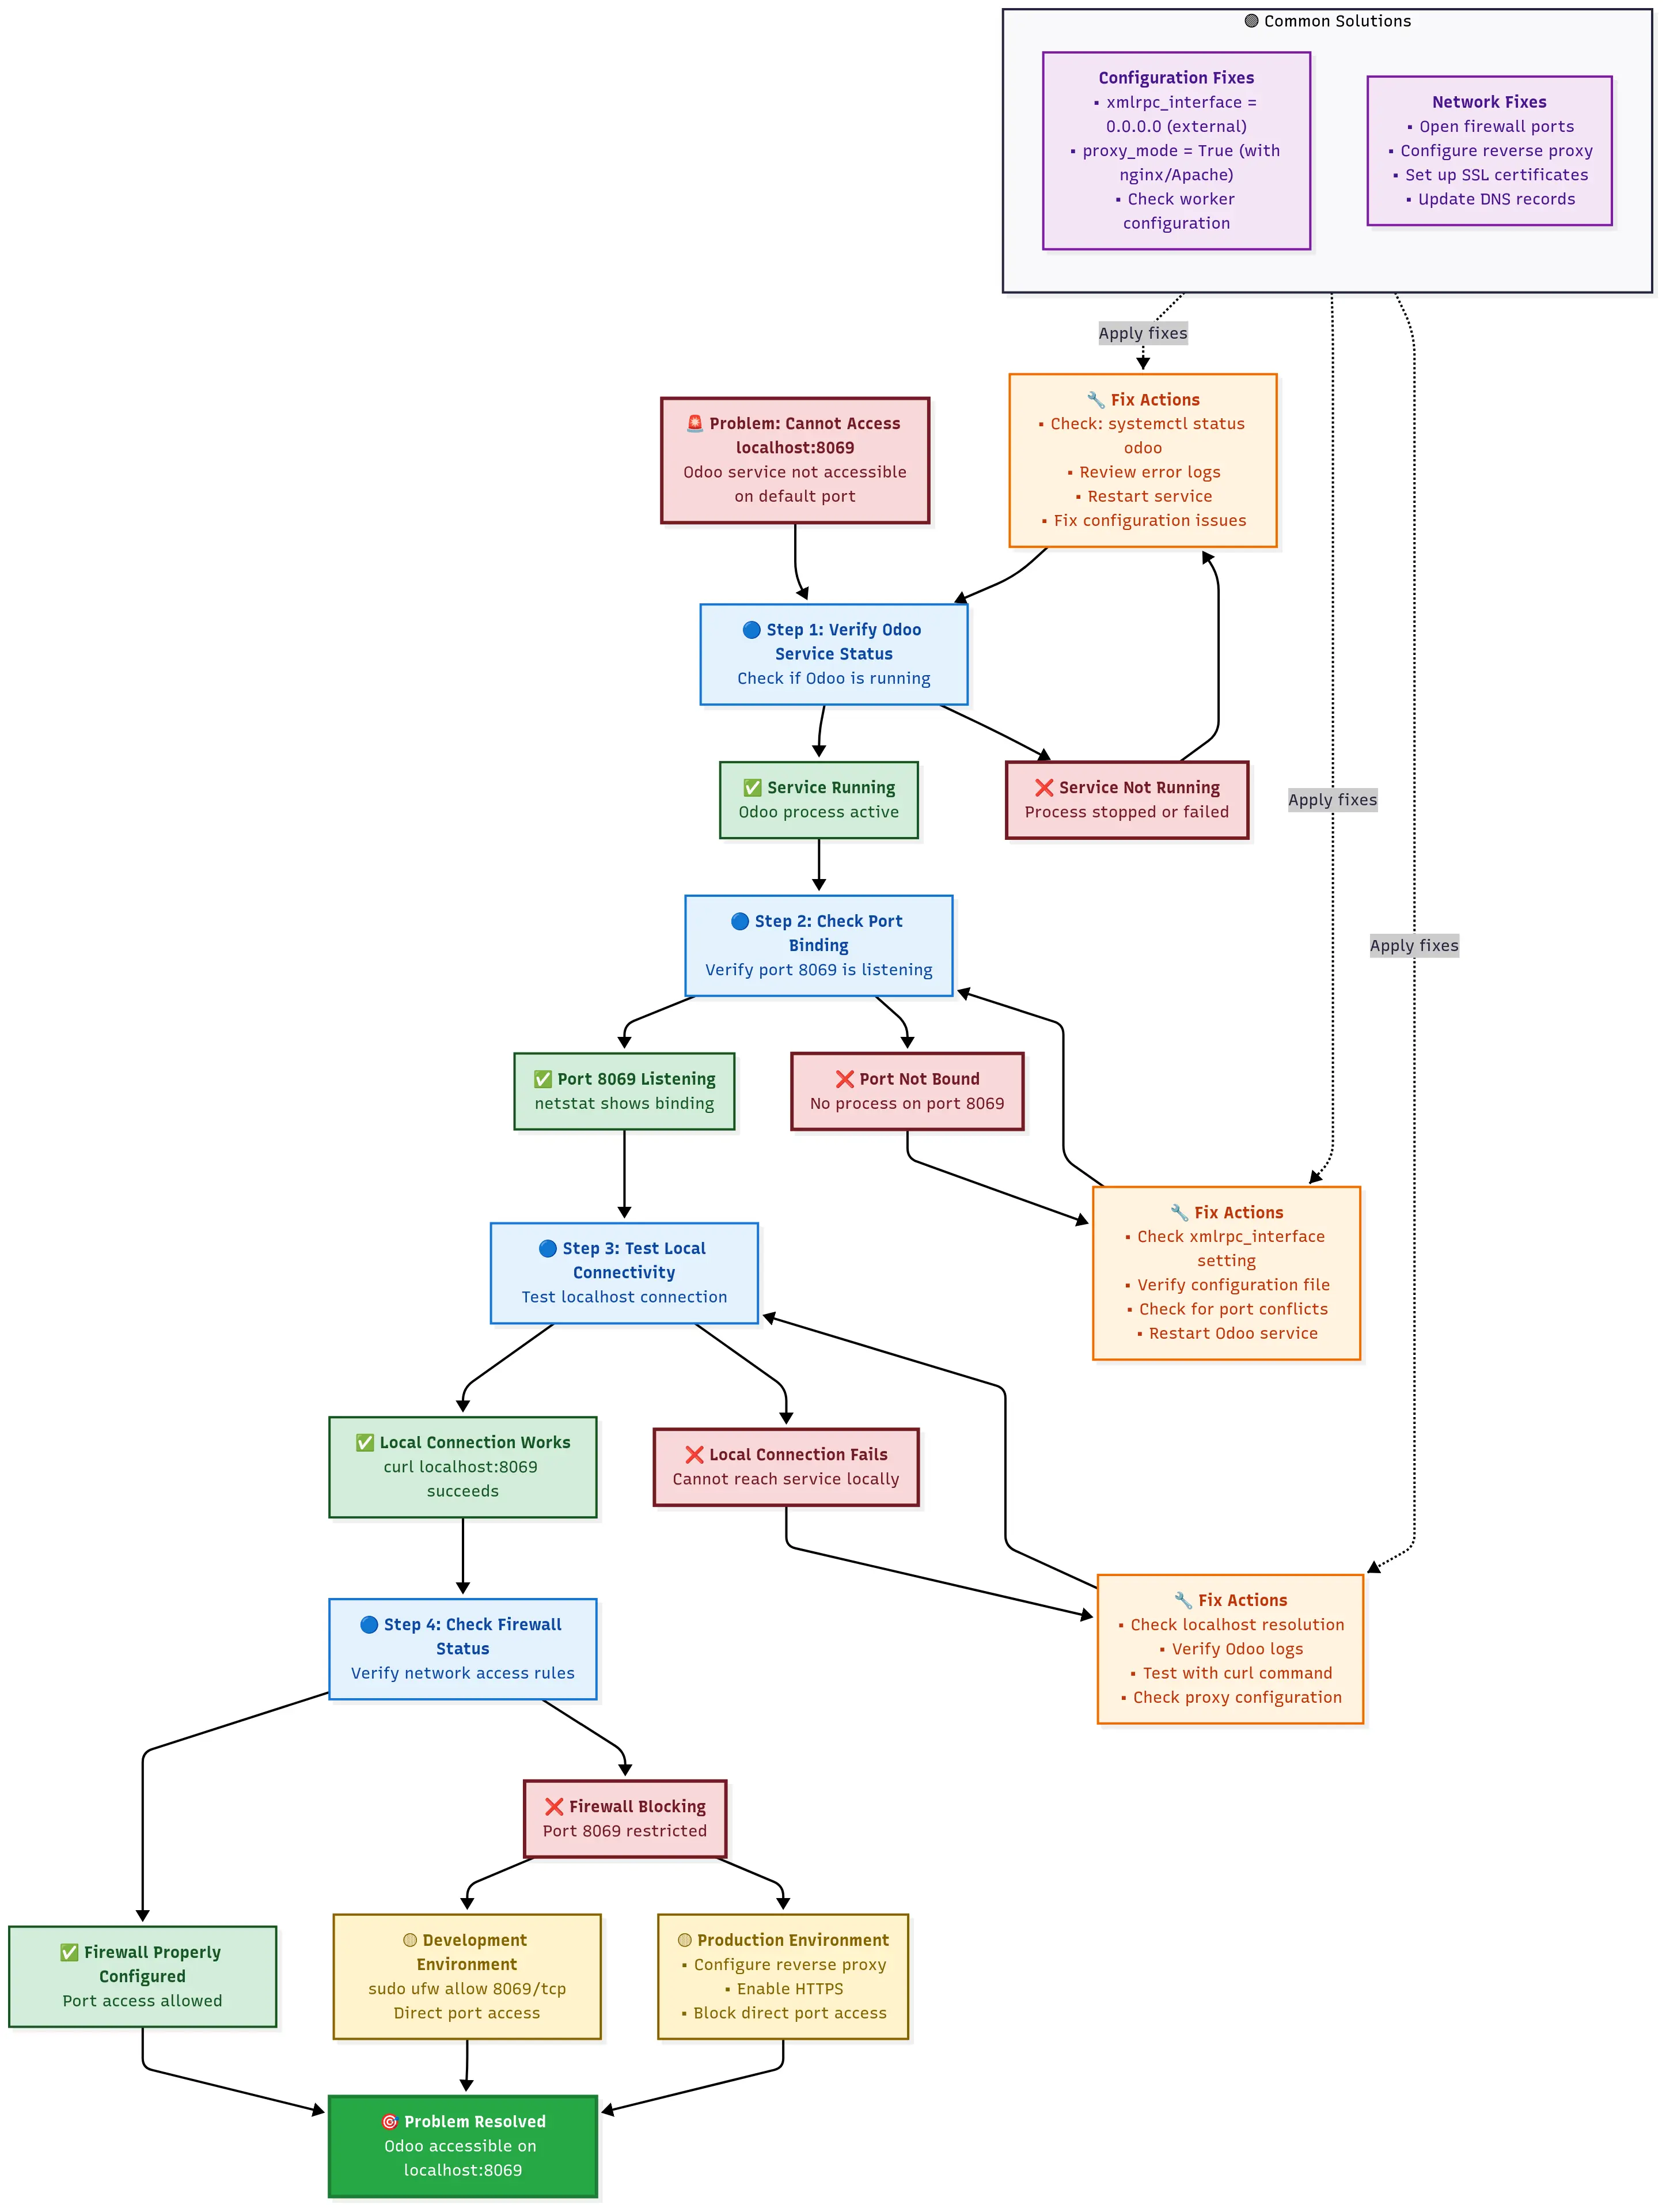 Common Solutions
Configuration Fixes
▪ xmlrpc_interface =
0.0.0.0 (external)
▪ proxy_mode = True (with
nginx/Apache)
▪ Check worker
configuration
Network Fixes
▪ Open firewall ports
▪ Configure reverse proxy
▪ Set up SSL certificates
▪ Update DNS records
Apply fixes
🚨 Problem: Cannot Access
localhost:8069
Odoo service not accessible
on default port
🔧 Fix Actions
▪ Check: systemctl status
odoo
▪ Review error logs
▪ Restart service
▪ Fix configuration issues
🔵 Step 1: Verify Odoo
Service Status
Check if Odoo is running
✅ Service Running
Odoo process active
❌ Service Not Running
Process stopped or failed
Apply fixes
🔵 Step 2: Check Port
Binding
Verify port 8069 is listening
Apply fixes
✅ Port 8069 Listening
netstat shows binding
❌ Port Not Bound
No process on port 8069
🔧 Fix Actions
▪ Check xmlrpc_interface
setting
▪ Verify configuration file
▪ Check for port conflicts
▪ Restart Odoo service
🔵 Step 3: Test Local
Connectivity
Test localhost connection
✅ Local Connection Works
curl localhost:8069
succeeds
❌ Local Connection Fails
Cannot reach service locally
🔧 Fix Actions
▪ Check localhost resolution
▪ Verify Odoo logs
▪ Test with curl command
▪ Check proxy configuration
🔵 Step 4: Check Firewall
Status
Verify network access rules
❌ Firewall Blocking
Port 8069 restricted
✅ Firewall Properly
Configured
Port access allowed
🟡 Development
Environment
sudo ufw allow 8069/tcp
Direct port access
🟡 Production Environment
▪ Configure reverse proxy
▪ Enable HTTPS
▪ Block direct port access
🎯 Problem Resolved
Odoo accessible on
localhost:8069